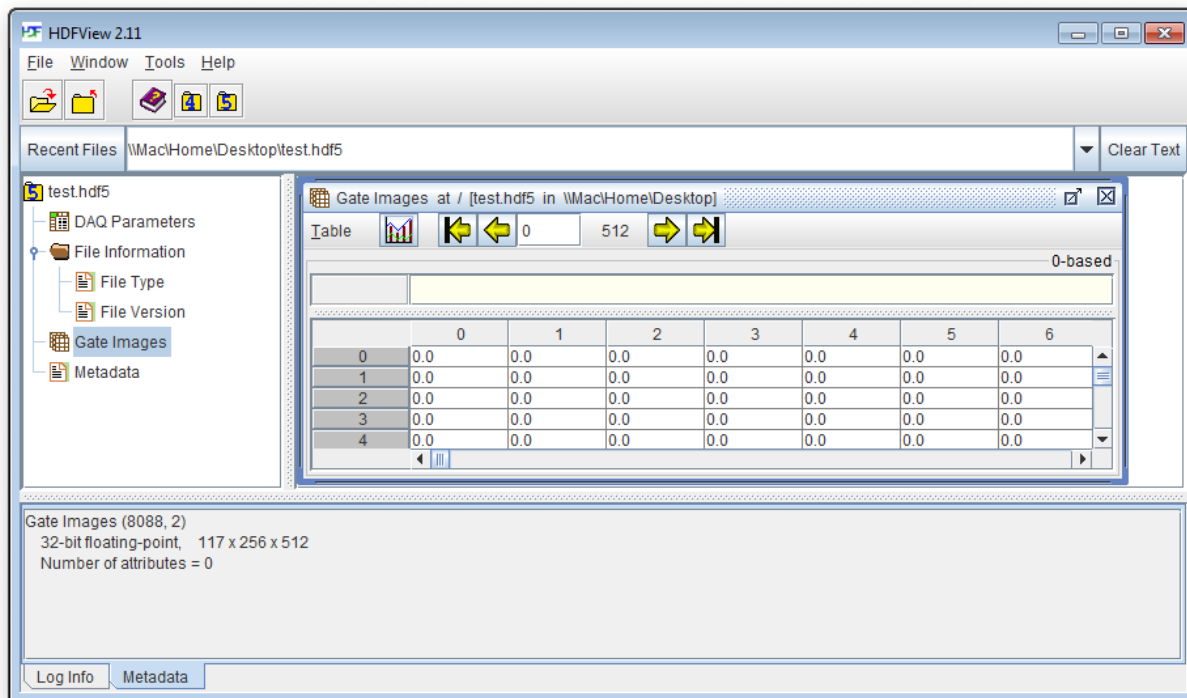 HDFView 2.11
File Window Tools Help
4 5
Recent Files \\Mac\Home\Desktop\test.hdf5 Clear Text
5 test.hdf5
DAQ Parameters
File Information
File Type
File Version
Gate Images
Metadata
Gate Images at / [test.hdf5 in \\Mac\Home\Desktop]
Table 0 512
0-based
0 1 2 3 4 5 6
0 0.0 0.0 0.0 0.0 0.0 0.0 0.0
1 0.0 0.0 0.0 0.0 0.0 0.0 0.0
2 0.0 0.0 0.0 0.0 0.0 0.0 0.0
3 0.0 0.0 0.0 0.0 0.0 0.0 0.0
4 0.0 0.0 0.0 0.0 0.0 0.0 0.0
Gate Images (8088, 2)
32-bit floating-point, 117 x 256 x 512
Number of attributes = 0
Log Info Metadata